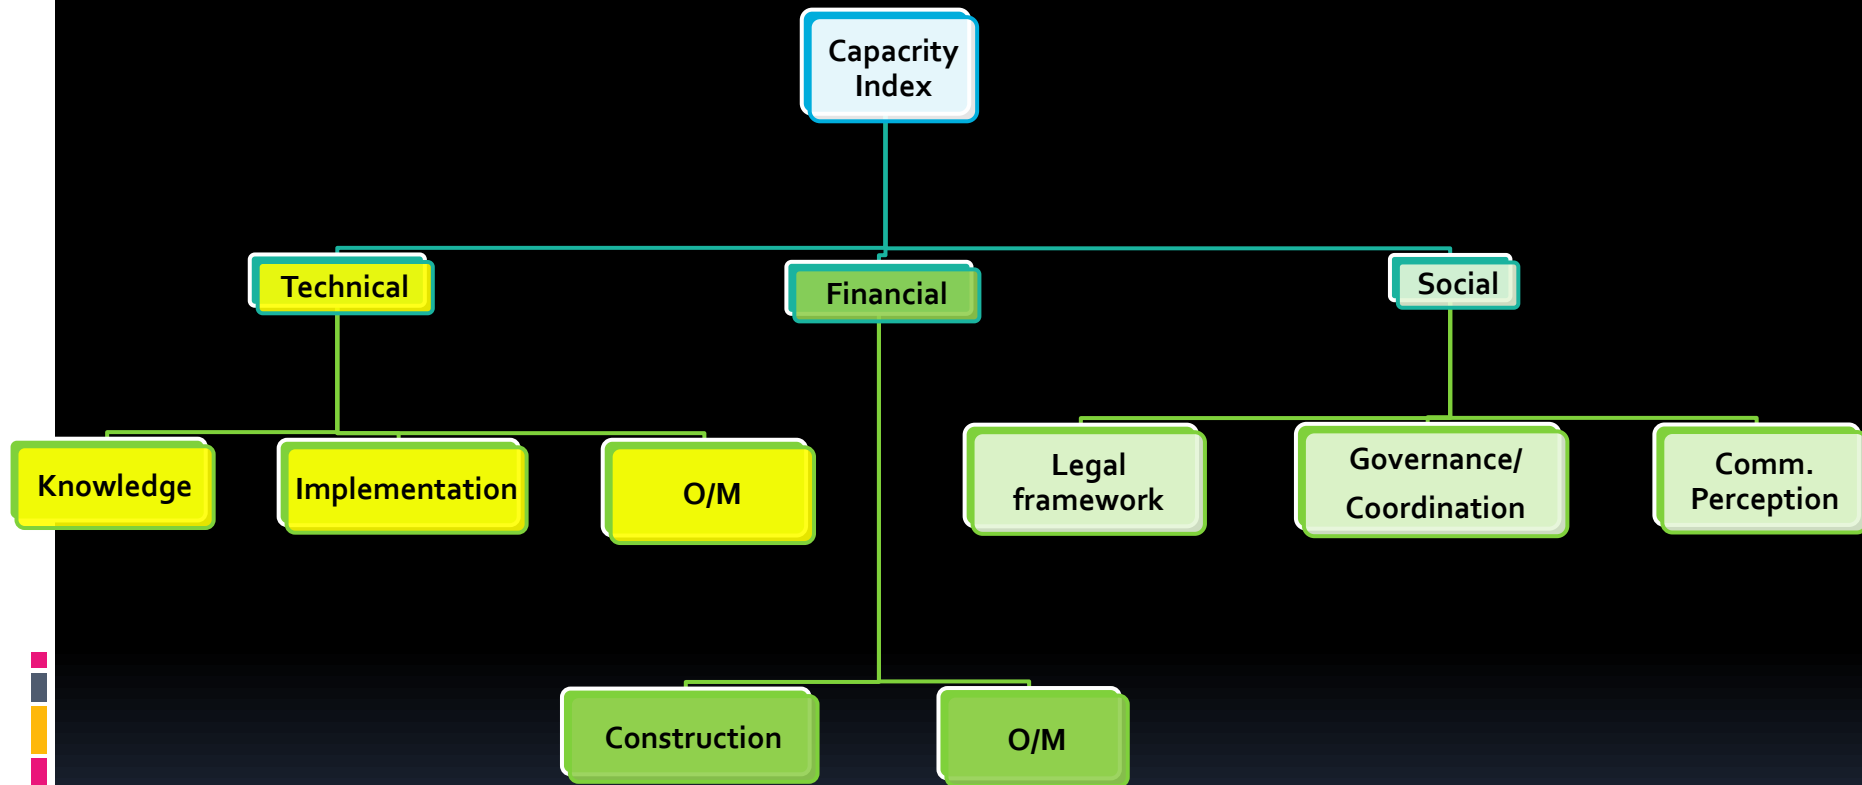 Capacrity
Index
Technical
Financial
Social
Knowledge
Implementation
O/M
Legal
framework
Governance/
Coordination
Comm.
Perception
Construction
O/M